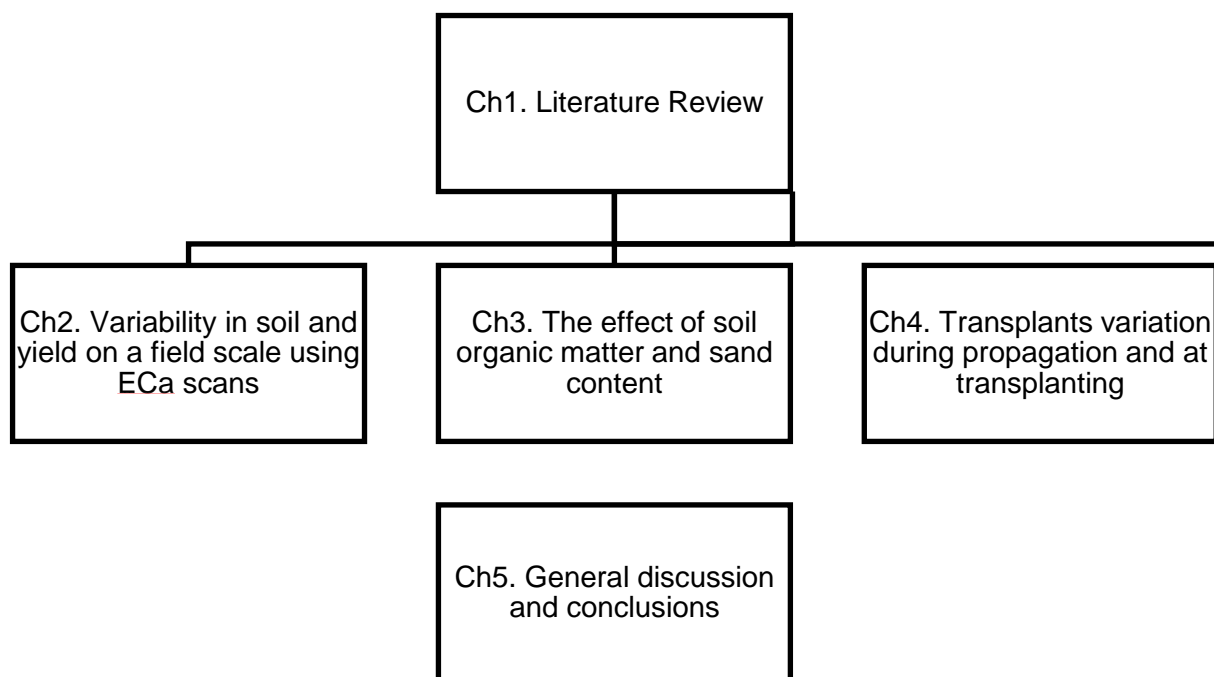 Ch1. Literature Review
Ch2. Variability in soil and
yield on a field scale using
ECa scans
Ch3. The effect of soil
organic matter and sand
content
Ch4. Transplants variation
during propagation and at
transplanting
Ch5. General discussion
and conclusions